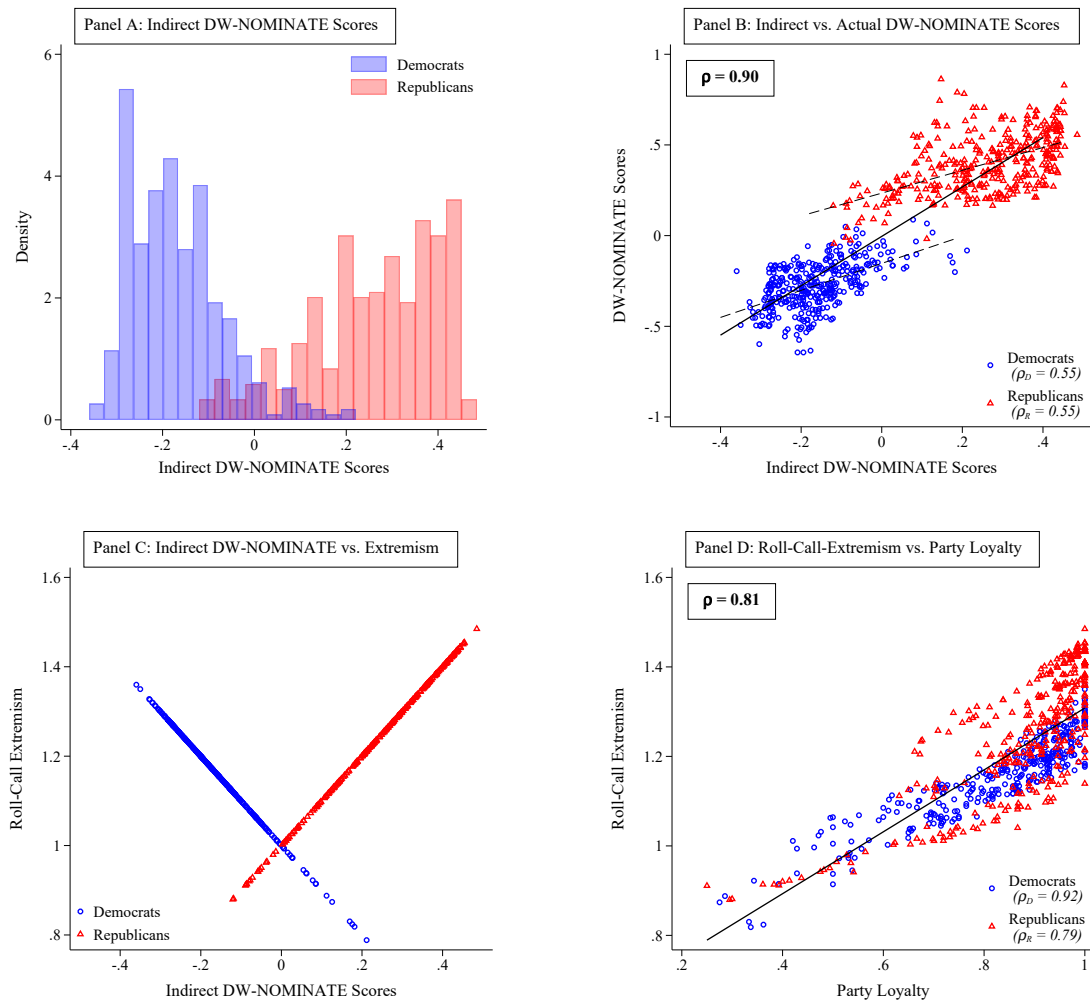 Panel A: Indirect DW-NOMINATE Scores
6
4
2
0
Density
Democrats
Republicans
-.4
-.2
0
.2
.4
Indirect DW-NOMINATE Scores
Panel B: Indirect vs. Actual DW-NOMINATE Scores
ρ = 0.90
1
.5
0
-.5
-1
DW-NOMINATE Scores
Democrats
(ρD = 0.55)
Republicans
(ρR = 0.55)
-.4
-.2
0
.2
.4
Indirect DW-NOMINATE Scores
Panel C: Indirect DW-NOMINATE vs. Extremism
1.6
1.4
1.2
1
.8
Roll-Call Extremism
Democrats
Republicans
-.4
-.2
0
.2
.4
Indirect DW-NOMINATE Scores
Panel D: Roll-Call-Extremism vs. Party Loyalty
ρ = 0.81
1.6
1.4
1.2
1
.8
Roll-Call Extremism
Democrats
(ρD = 0.92)
Republicans
(ρR = 0.79)
.2
.4
.6
.8
1
Party Loyalty